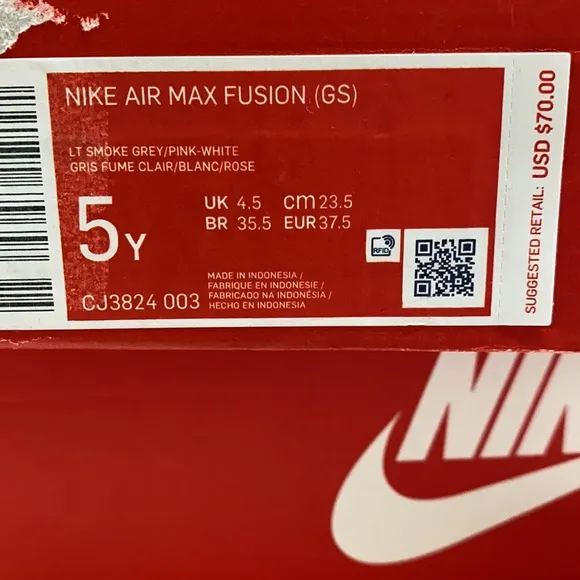 NIKE AIR MAX FUSION (GS)
LT SMOKE GREY/PINK-WHITE
GRIS FUME CLAIR/BLANC/ROSE
5Y
UK 4.5 cm 23.5
BR 35.5 EUR 37.5
RFID
MADE IN INDONESIA /
FABRIQUE EN INDONESIE /
FABRICADO NA INDONÉSIA /
HECHO EN INDONESIA
CJ3824 003
SUGGESTED RETAIL: USD $70.00
NIK